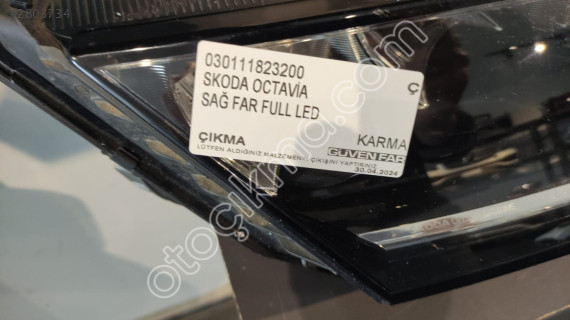 030111823200
SKODA OCTAVİA
SAĞ FAR FULL LED
Ç
ÇIKMA
KARMA
LÜTFEN ALDIĞINIZ MALZEMENİN ÇIKIŞINI YAPTIRINIZ
GÜVEN FAR
30.04.2024
otoçıkma.com